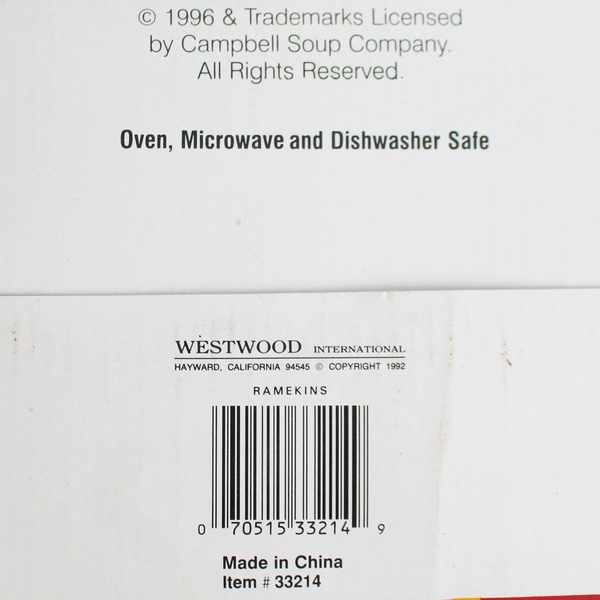 © 1996 & Trademarks Licensed
by Campbell Soup Company.
All Rights Reserved.
Oven, Microwave and Dishwasher Safe
WESTWOOD INTERNATIONAL
HAYWARD, CALIFORNIA 94545 © COPYRIGHT 1992
RAMEKINS
0 70515 33214 9
Made in China
Item # 33214